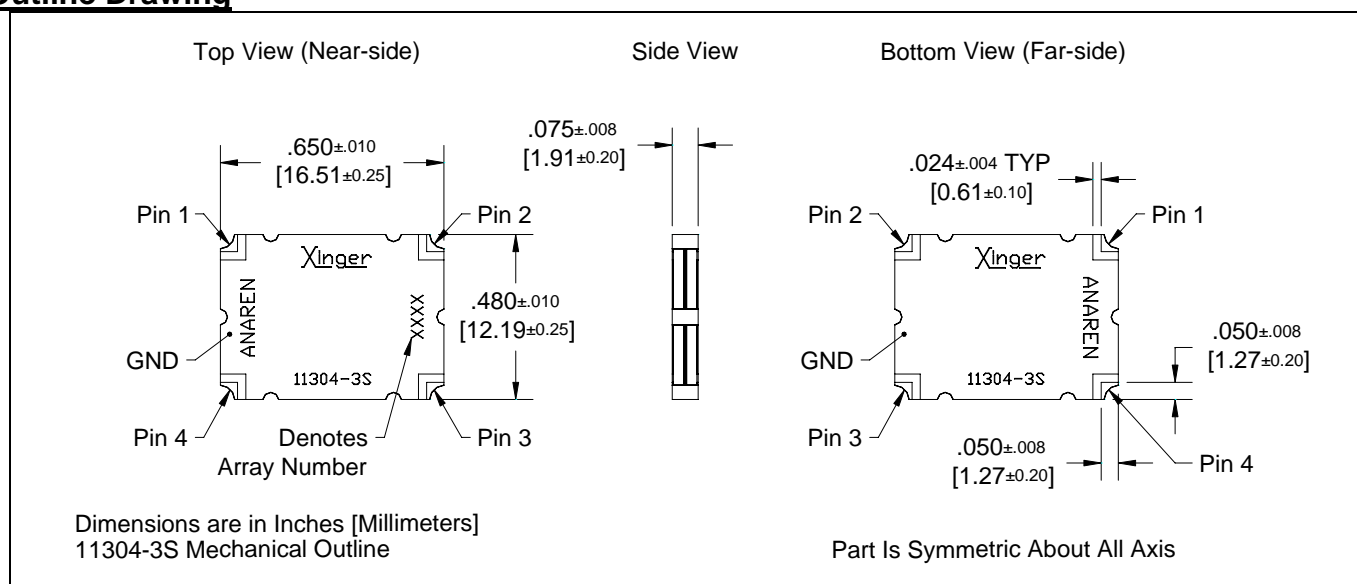 Outline Drawing
Top View (Near-side)
Side View
Bottom View (Far-side)
.650±.010
[16.51±0.25]
.075±.008
[1.91±0.20]
.024±.004 TYP
[0.61±0.10]
Pin 1
Pin 2
Pin 2
Pin 1
Xinger
Xinger
ANAREN
XXXX
.480±.010
[12.19±0.25]
ANAREN
.050±.008
[1.27±0.20]
GND
GND
11304-3S
11304-3S
Pin 4
Denotes
Array Number
Pin 3
Pin 3
.050±.008
[1.27±0.20]
Pin 4
Dimensions are in Inches [Millimeters]
11304-3S Mechanical Outline
Part Is Symmetric About All Axis